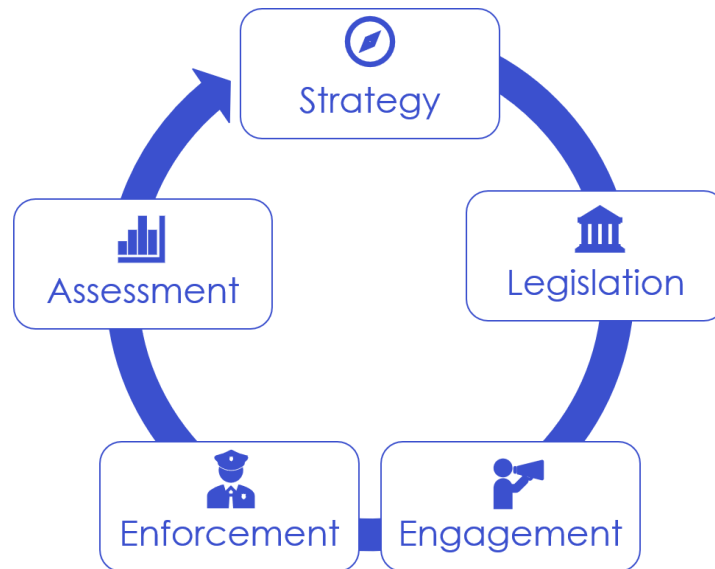 Strategy
Legislation
Engagement
Enforcement
Assessment